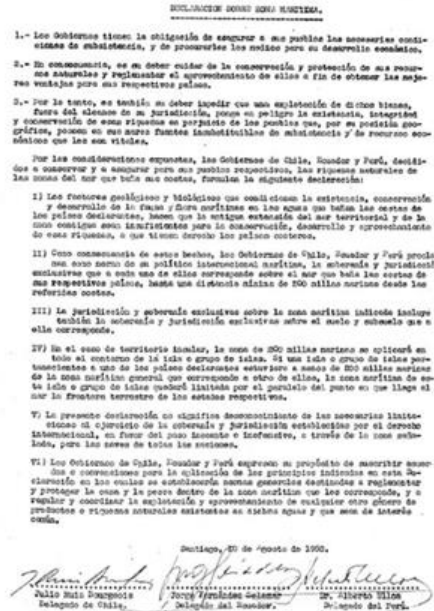 DECLARACION SOBRE ZONA MARITIMA.
1.- Los Gobiernos tienen la obligación de asegurar a sus pueblos las necesarias condi-
ciones de subsistencia, y de procurarles los medios para su desarrollo económico.
2.- En consecuencia, es su deber cuidar de la conservación y protección de sus recur-
sos naturales y reglamentar el aprovechamiento de ellos a fin de obtener las mejo-
res ventajas para sus respectivos países.
3.- Por lo tanto, es también su deber impedir que una explotación de dichos bienes,
fuera del alcance de su jurisdicción, ponga en peligro la existencia, integridad
y conservación de esas riquezas en perjuicio de los pueblos que, por su posición geo-
gráfica, poseen en sus mares fuentes insubstituibles de subsistencia y de recursos eco-
nómicos que les son vitales.
Por las consideraciones expuestas, los Gobiernos de Chile, Ecuador y Perú, decidi-
dos a conservar y a asegurar para sus pueblos respectivos, las riquezas naturales de
las zonas del mar que baña sus costas, formulan la siguiente declaración:
I) Los factores geológicos y biológicos que condicionan la existencia, conservación
y desarrollo de la fauna y flora marítimas en las aguas que bañan las costas de
los países declarantes, hacen que la antigua extensión del mar territorial y de la
zona contigua sean insuficientes para la conservación, desarrollo y aprovechamiento
de esas riquezas, a que tienen derecho los países costeros.
II) Como consecuencia de estos hechos, los Gobiernos de Chile, Ecuador y Perú procla
man como norma de su política internacional marítima, la soberanía y jurisdicción
exclusivas que a cada uno de ellos corresponde sobre el mar que baña las costas de
sus respectivos países, hasta una distancia mínima de 200 millas marinas desde las
referidas costas.
III) La jurisdicción y soberanía exclusivas sobre la zona marítima indicada incluye
también la soberanía y jurisdicción exclusivas sobre el suelo y subsuelo que a
ella corresponde.
IV) En el caso de territorio insular, la zona de 200 millas marinas se aplicará en
todo el contorno de la isla o grupo de islas. Si una isla o grupo de islas per-
tenecientes a uno de los países declarantes estuviere a menos de 200 millas marinas
de la zona marítima general que corresponde a otro de ellos, la zona marítima de es-
ta isla o grupo de islas quedará limitada por el paralelo del punto en que llega al
mar la frontera terrestre de los estados respectivos.
V) La presente declaración no significa desconocimiento de las necesarias limita-
ciones al ejercicio de la soberanía y jurisdicción establecidas por el derecho
internacional, en favor del paso inocente e inofensivo, a través de la zona seña-
lada, para las naves de todas las naciones.
VI) Los Gobiernos de Chile, Ecuador y Perú expresan su propósito de suscribir acuer-
dos o convenciones para la aplicación de los principios indicados en esta De-
claración en los cuales se establecerán normas generales destinadas a reglamentar
y proteger la caza y la pesca dentro de la zona marítima que les corresponde, y a
regular y coordinar la explotación y aprovechamiento de cualquier otro género de
productos o riquezas naturales existentes en dichas aguas y que sean de interés
común.
Santiago, de Agosto de 1952.
Julio Ruiz Bourgeois Jorge Fernández Salazar Dr. Alberto Ulloa
Delegado de Chile. Delegado del Ecuador. Delegado del Perú.